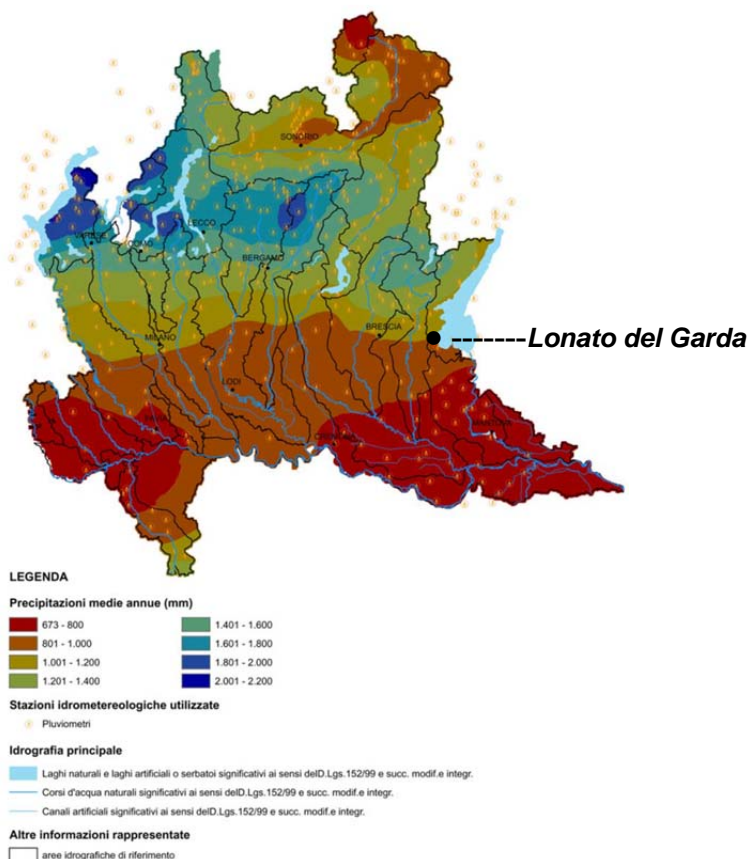 SONDRIO
LECCO
VARESE
COMO
BERGAMO
BRESCIA
-------Lonato del Garda
MILANO
LODI
PAVIA
CREMONA
MANTOVA
LEGENDA
Precipitazioni medie annue (mm)
673 - 800
801 - 1.000
1.001 - 1.200
1.201 - 1.400
1.401 - 1.600
1.601 - 1.800
1.801 - 2.000
2.001 - 2.200
Stazioni idrometereologiche utilizzate
Pluviometri
Idrografia principale
Laghi naturali e laghi artificiali o serbatoi significativi ai sensi delD.Lgs.152/99 e succ. modif.e integr.
Corsi d'acqua naturali significativi ai sensi delD.Lgs.152/99 e succ. modif.e integr.
Canali artificiali significativi ai sensi delD.Lgs.152/99 e succ. modif.e integr.
Altre informazioni rappresentate
aree idrografiche di riferimento